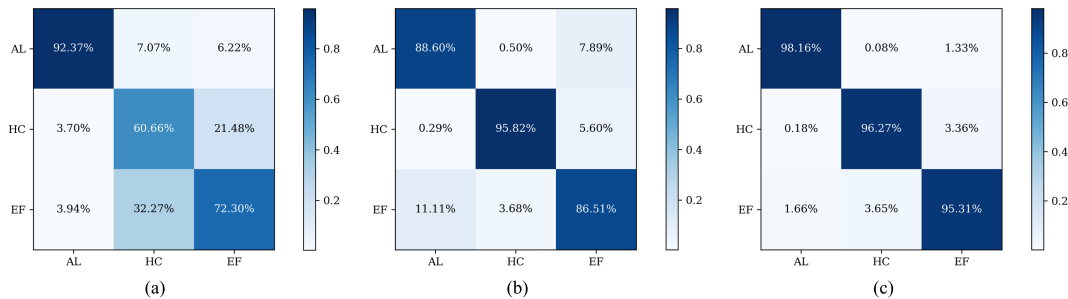 AL 92.37% 7.07% 6.22%
HC 3.70% 60.66% 21.48%
EF 3.94% 32.27% 72.30%
AL HC EF
0.8
0.6
0.4
0.2
(a)
AL 88.60% 0.50% 7.89%
HC 0.29% 95.82% 5.60%
EF 11.11% 3.68% 86.51%
AL HC EF
0.8
0.6
0.4
0.2
(b)
AL 98.16% 0.08% 1.33%
HC 0.18% 96.27% 3.36%
EF 1.66% 3.65% 95.31%
AL HC EF
0.8
0.6
0.4
0.2
(c)